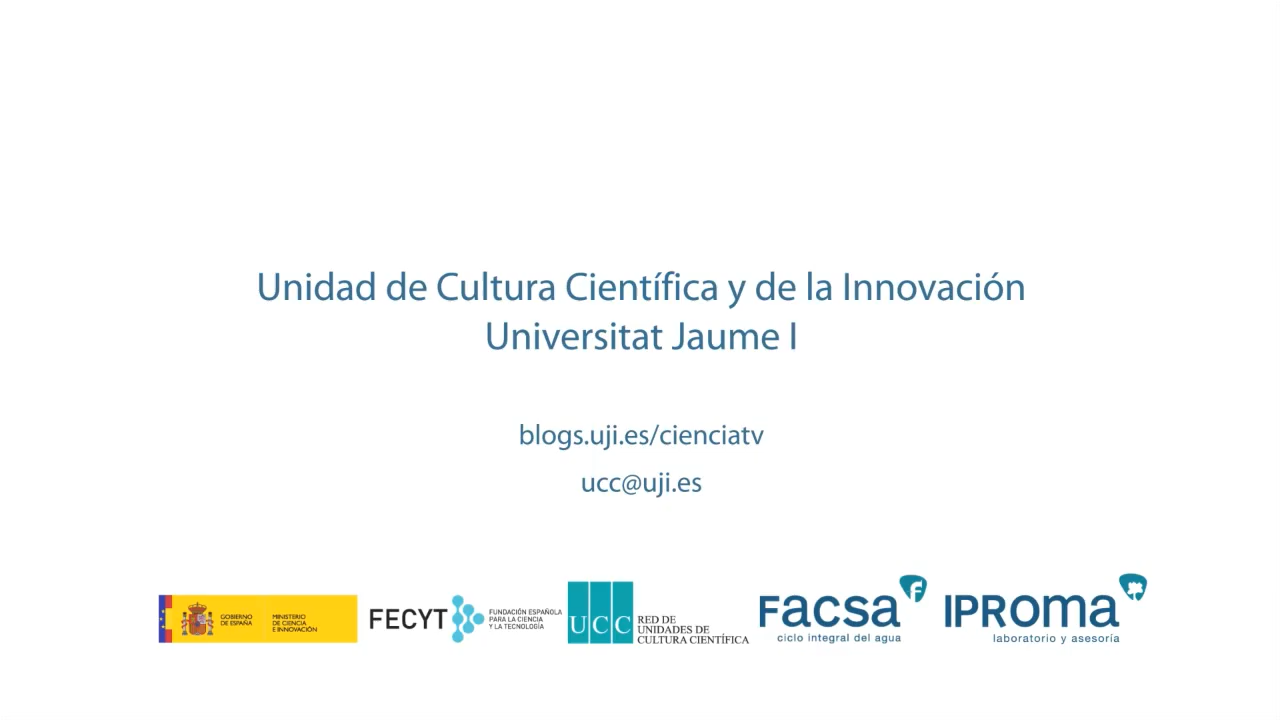 Unidad de Cultura Científica y de la Innovación
Universitat Jaume I
blogs.uji.es/cienciatv
ucc@uji.es
GOBIERNO
DE ESPAÑA
MINISTERIO
DE CIENCIA
E INNOVACIÓN
FECYT
FUNDACIÓN ESPAÑOLA
PARA LA CIENCIA
Y LA TECNOLOGÍA
UCC
RED DE
UNIDADES DE
CULTURA CIENTÍFICA
FACSA
ciclo integral del agua
IPROMA
laboratorio y asesoría